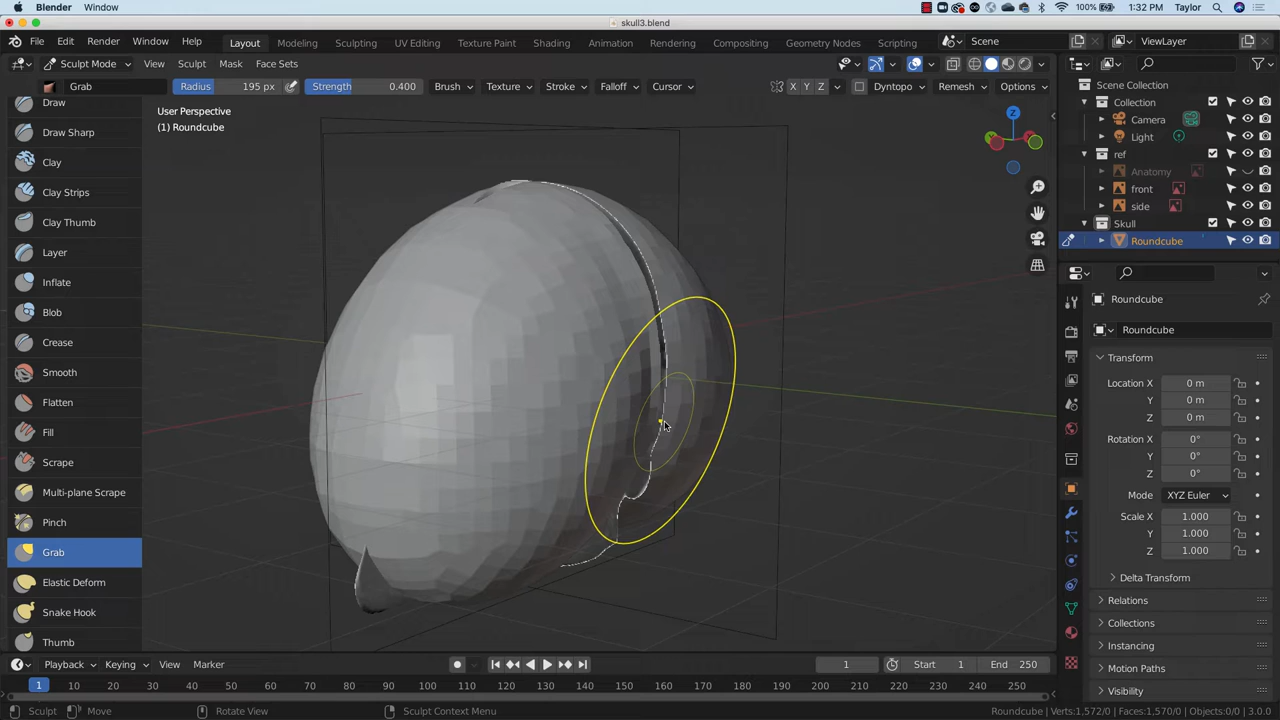 Blender Window 100% 1:32 PM Taylor
skull3.blend
File Edit Render Window Help Layout Modeling Sculpting UV Editing Texture Paint Shading Animation Rendering Compositing Geometry Nodes Scripting Scene ViewLayer
Sculpt Mode View Sculpt Mask Face Sets
Grab Radius 195 px Strength 0.400 Brush Texture Stroke Falloff Cursor X Y Z Dyntopo Remesh Options
Scene Collection
Draw
Draw Sharp
Clay
Clay Strips
Clay Thumb
Layer
Inflate
Blob
Crease
Smooth
Flatten
Fill
Scrape
Multi-plane Scrape
Pinch
Grab
Elastic Deform
Snake Hook
Thumb
User Perspective
(1) Roundcube
Z
Collection
Camera
Light
ref
Anatomy
front
side
Skull
Roundcube
Roundcube
Roundcube
Transform
Location X 0 m
Y 0 m
Z 0 m
Rotation X 0°
Y 0°
Z 0°
Mode XYZ Euler
Scale X 1.000
Y 1.000
Z 1.000
Delta Transform
Relations
Collections
Instancing
Motion Paths
Visibility
Playback Keying View Marker 1 Start 1 End 250
1 10 20 30 40 50 60 70 80 90 100 110 120 130 140 150 160 170 180 190 200 210 220 230 240 250
Sculpt Move Rotate View Sculpt Context Menu Roundcube | Verts:1,572/0 | Faces:1,570/0 | Objects:0/0 | 3.0.0